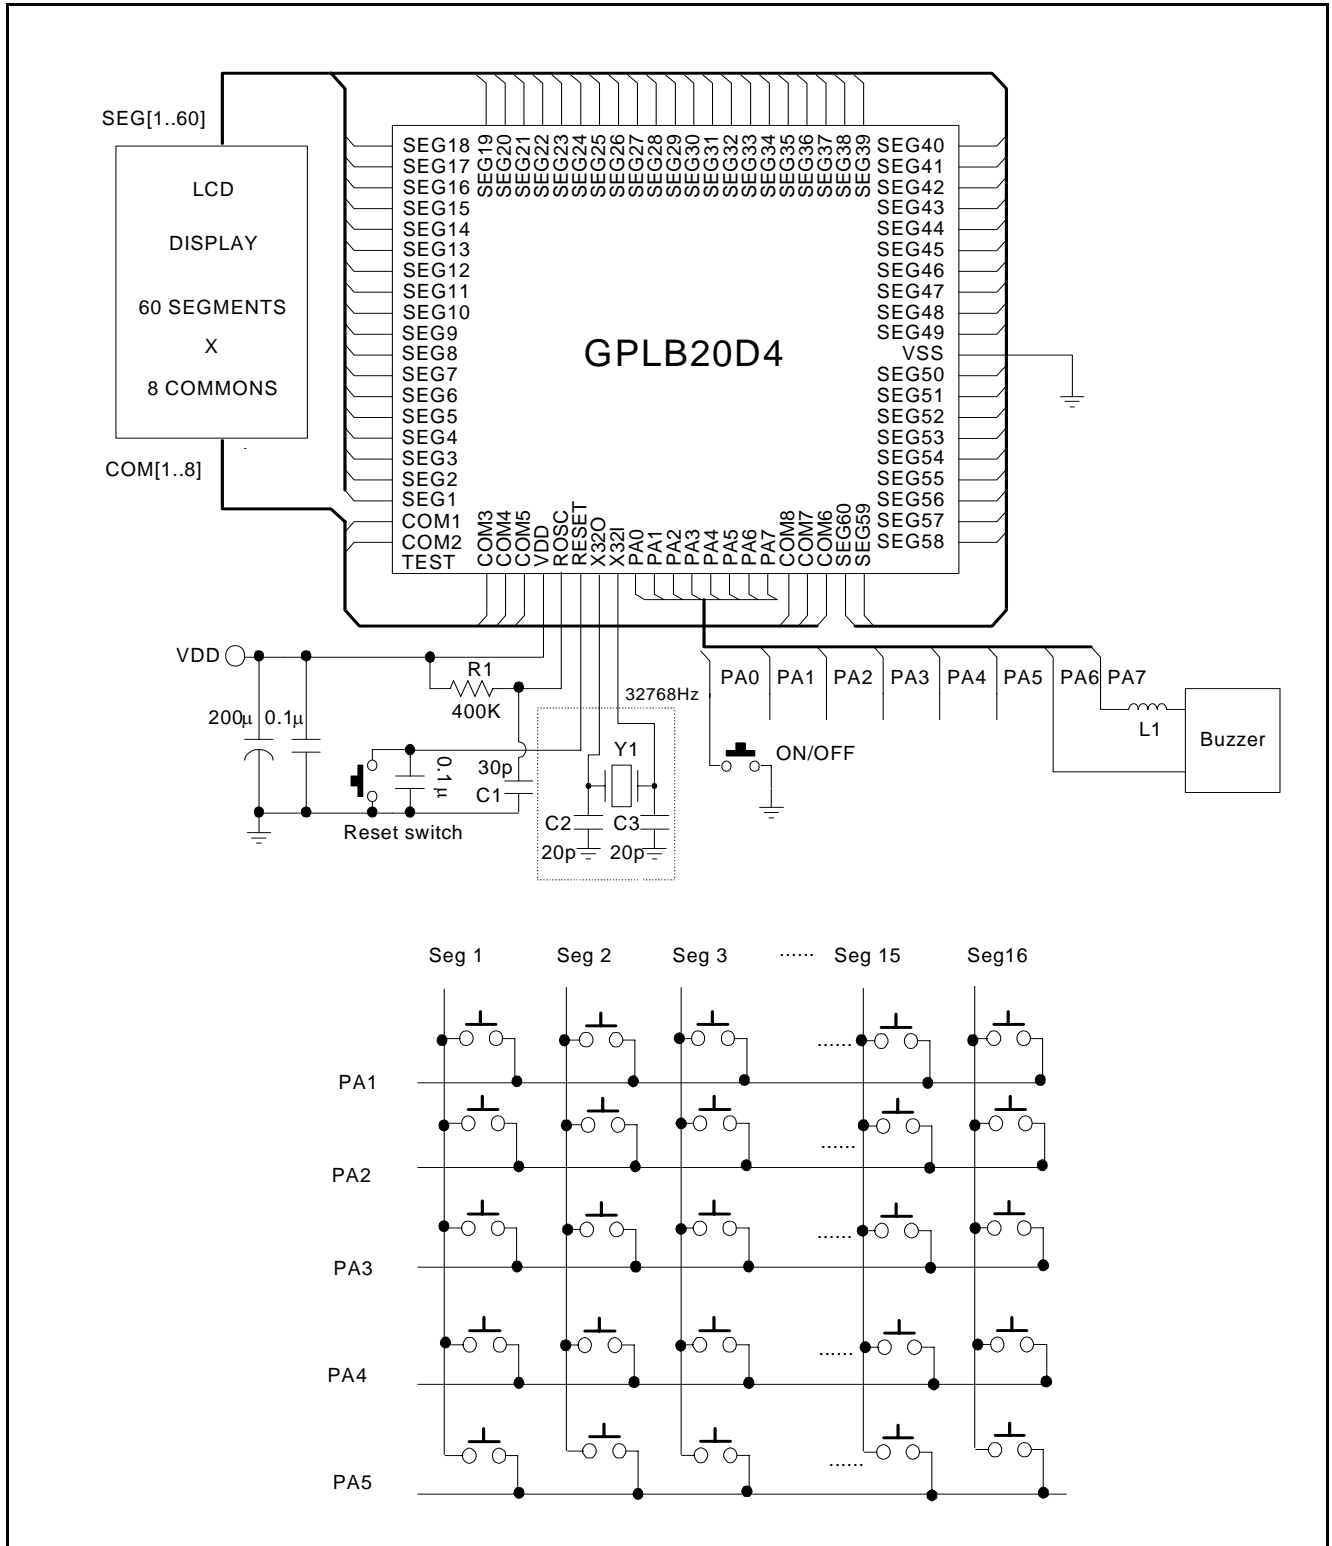 SEG[1..60]
LCD
DISPLAY
60 SEGMENTS
X
8 COMMONS
COM[1..8]
SEG19
SEG20
SEG21
SEG22
SEG23
SEG24
SEG25
SEG26
SEG27
SEG28
SEG29
SEG30
SEG31
SEG32
SEG33
SEG34
SEG35
SEG36
SEG37
SEG38
SEG39
SEG18
SEG17
SEG16
SEG15
SEG14
SEG13
SEG12
SEG11
SEG10
SEG9
SEG8
SEG7
SEG6
SEG5
SEG4
SEG3
SEG2
SEG1
COM1
COM2
TEST
GPLB20D4
SEG40
SEG41
SEG42
SEG43
SEG44
SEG45
SEG46
SEG47
SEG48
SEG49
VSS
SEG50
SEG51
SEG52
SEG53
SEG54
SEG55
SEG56
SEG57
SEG58
COM3
COM4
COM5
VDD
ROSC
RESET
X32O
X32I
PA0
PA1
PA2
PA3
PA4
PA5
PA6
PA7
COM8
COM7
COM6
SEG60
SEG59
VDD
R1
400K
200µ
0.1µ
0.1 µ
30p
C1
Reset switch
32768Hz
Y1
C2
C3
20p
20p
PA0
PA1
PA2
PA3
PA4
PA5
PA6
PA7
ON/OFF
L1
Buzzer
Seg 1 Seg 2 Seg 3 ...... Seg 15 Seg16
......
PA1
......
PA2
......
PA3
......
PA4
......
PA5